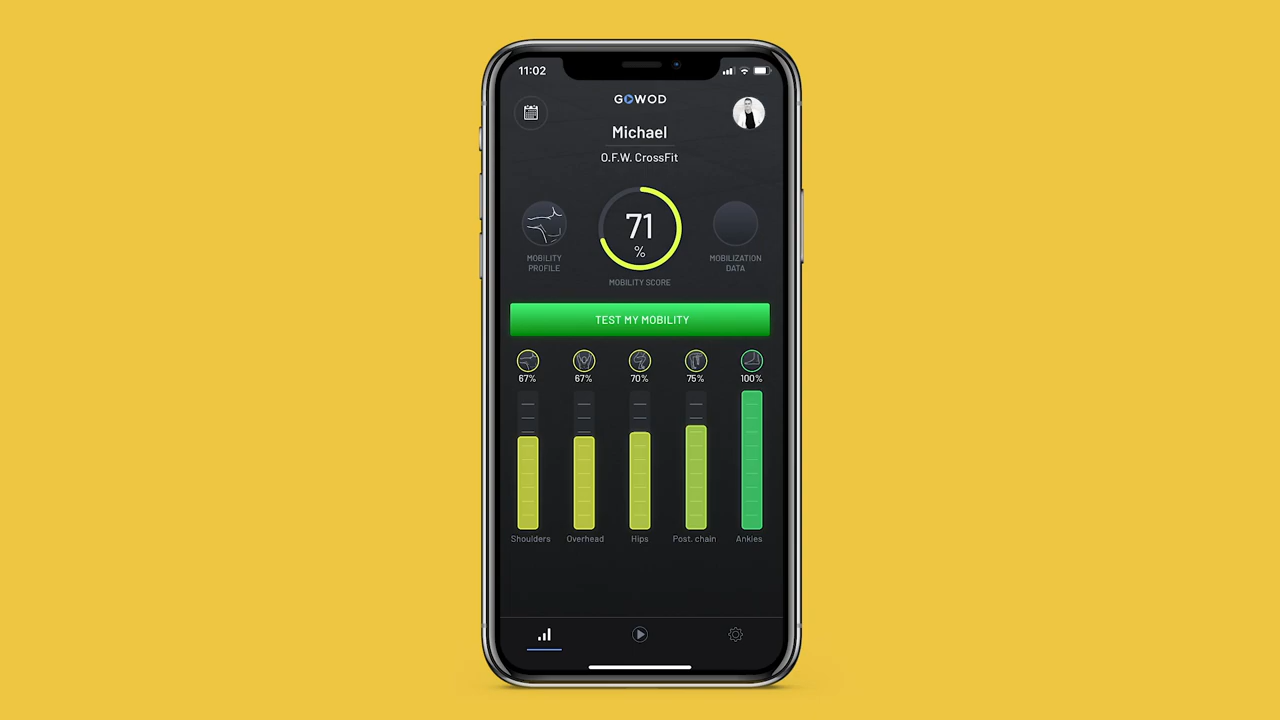 11:02
GOWOD
Michael
O.F.W. CrossFit
71
%
MOBILITY
PROFILE
MOBILIZATION
DATA
MOBILITY SCORE
TEST MY MOBILITY
67% 67% 70% 75% 100%
Shoulders Overhead Hips Post. chain Ankles